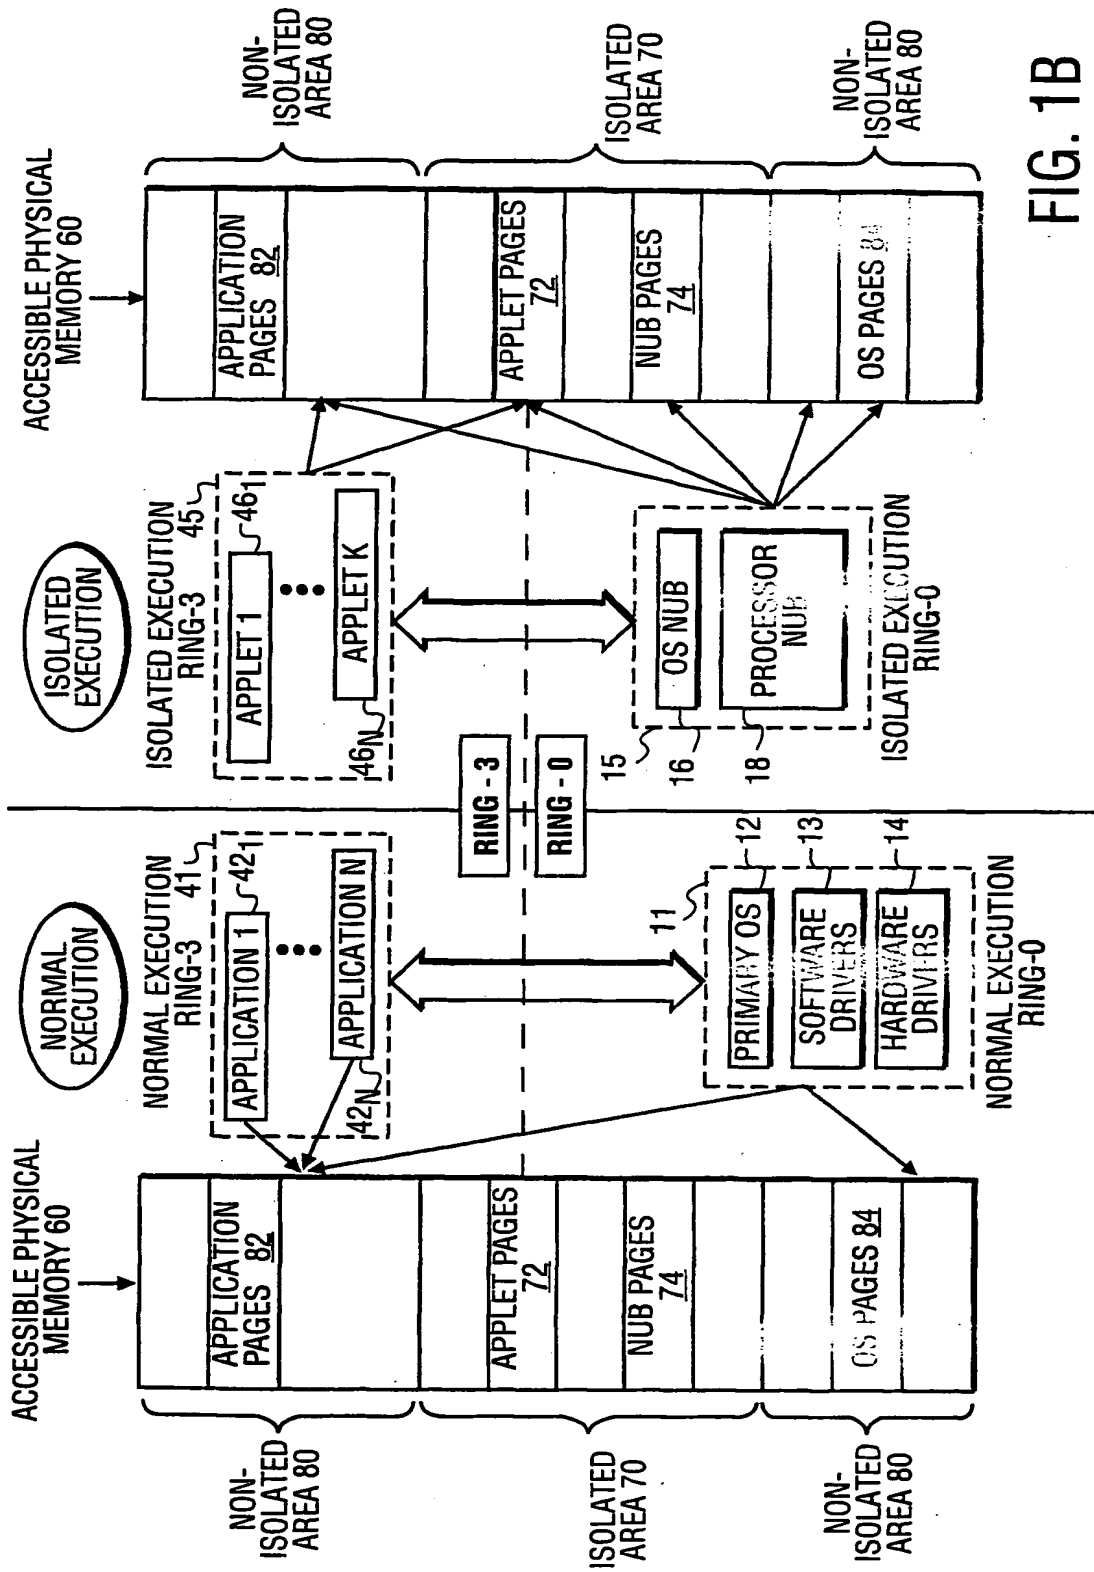 ACCESSIBLE PHYSICAL
MEMORY 60
NORMAL
EXECUTION
ISOLATED
EXECUTION
ACCESSIBLE PHYSICAL
MEMORY 60
NORMAL EXECUTION
RING-3
41
ISOLATED EXECUTION
RING-3
45
NON-
ISOLATED
AREA 80
APPLICATION
PAGES 82
APPLICATION 1
42 1
APPLICATION N
42 N
APPLET 1
46 1
APPLET K
46 N
APPLICATION
PAGES 82
NON-
ISOLATED
AREA 80
RING - 3
RING - 0
ISOLATED
AREA 70
APPLET PAGES
72
NUB PAGES
74
APPLET PAGES
72
NUB PAGES
74
ISOLATED
AREA 70
11
PRIMARY OS
12
SOFTWARE
DRIVERS
13
HARDWARE
DRIVERS
14
NORMAL EXECUTION
RING-0
15
OS NUB
16
PROCESSOR
NUB
18
ISOLATED EXECUTION
RING-0
NON-
ISOLATED
AREA 80
OS PAGES 84
OS PAGES 84
NON-
ISOLATED
AREA 80
FIG. 1B